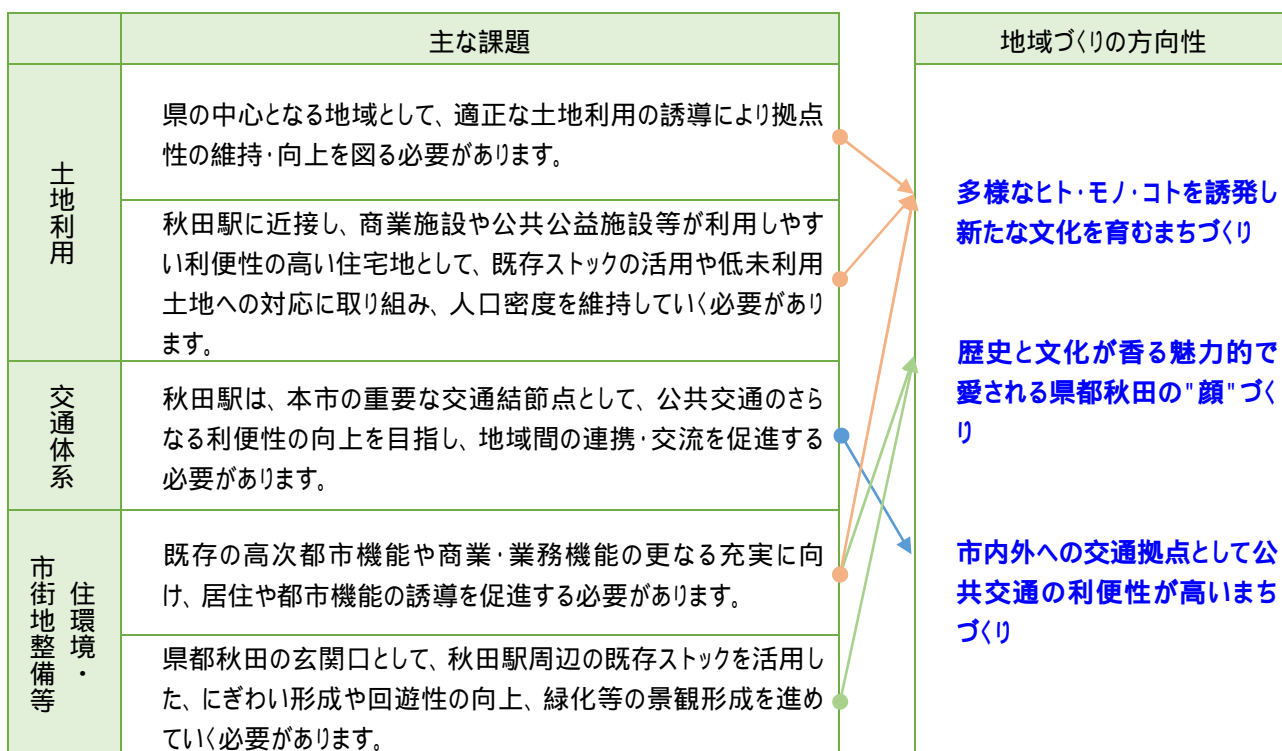 主な課題
地域づくりの方向性
土地利用
県の中心となる地域として、適正な土地利用の誘導により拠点
性の維持・向上を図る必要があります。
秋田駅に近接し、商業施設や公共公益施設等が利用しやす
い利便性の高い住宅地として、既存ストックの活用や低未利用
土地への対応に取り組み、人口密度を維持していく必要があり
ます。
交通体系
秋田駅は、本市の重要な交通結節点として、公共交通のさら
なる利便性の向上を目指し、地域間の連携・交流を促進する
必要があります。
住環境・
市街地整備等
既存の高次都市機能や商業・業務機能の更なる充実に向
け、居住や都市機能の誘導を促進する必要があります。
県都秋田の玄関口として、秋田駅周辺の既存ストックを活用し
た、にぎわい形成や回遊性の向上、緑化等の景観形成を進め
ていく必要があります。
多様なヒト・モノ・コトを誘発し
新たな文化を育むまちづくり
歴史と文化が香る魅力的で
愛される県都秋田の"顔"づく
り
市内外への交通拠点として公
共交通の利便性が高いまち
づくり